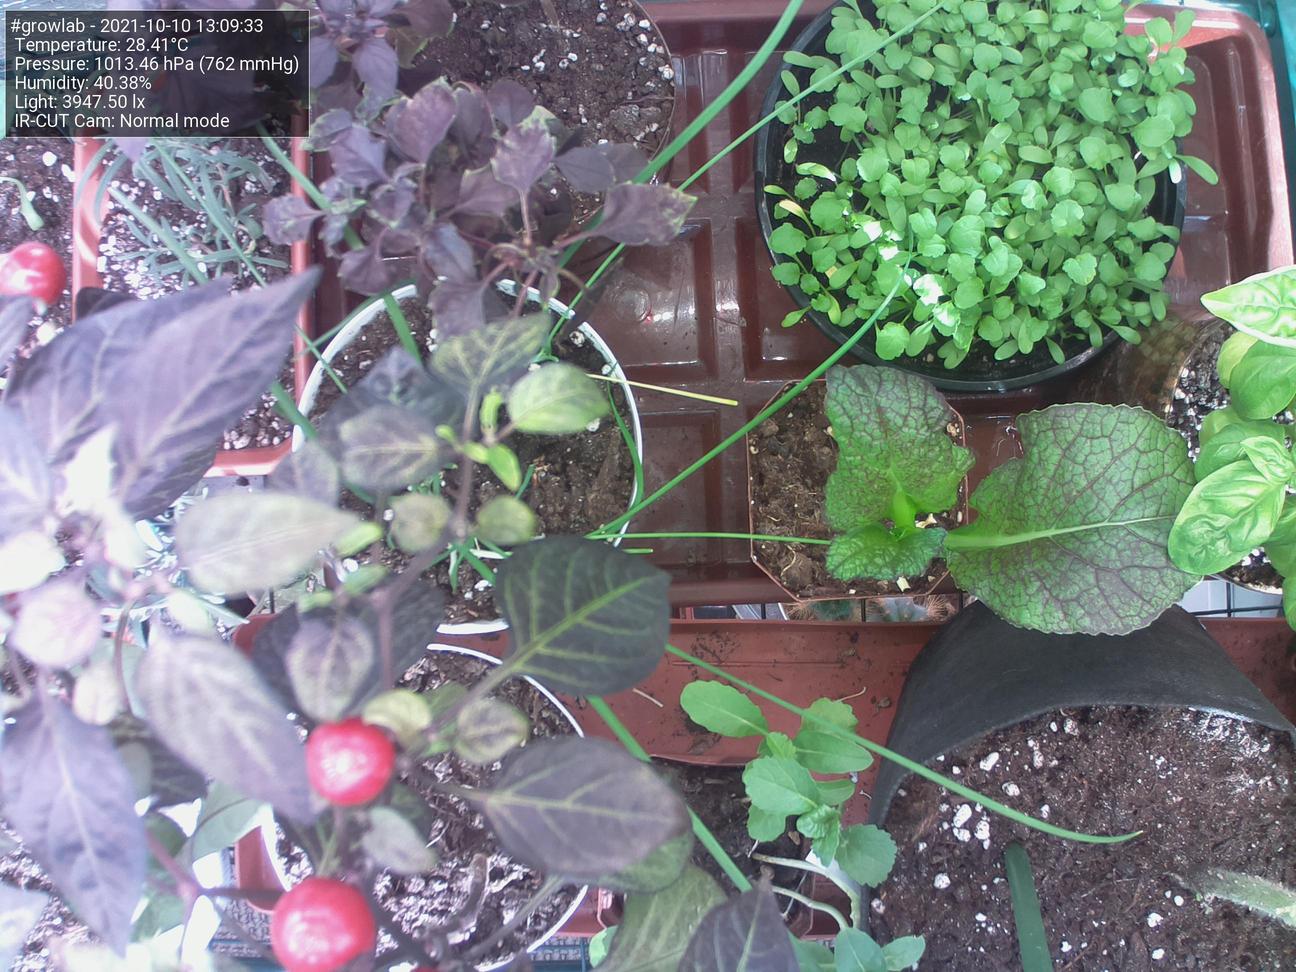 #growlab - 2021-10-10 13:09:33
Temperature: 28.41°C
Pressure: 1013.46 hPa (762 mmHg)
Humidity: 40.38%
Light: 3947.50 lx
IR-CUT Cam: Normal mode